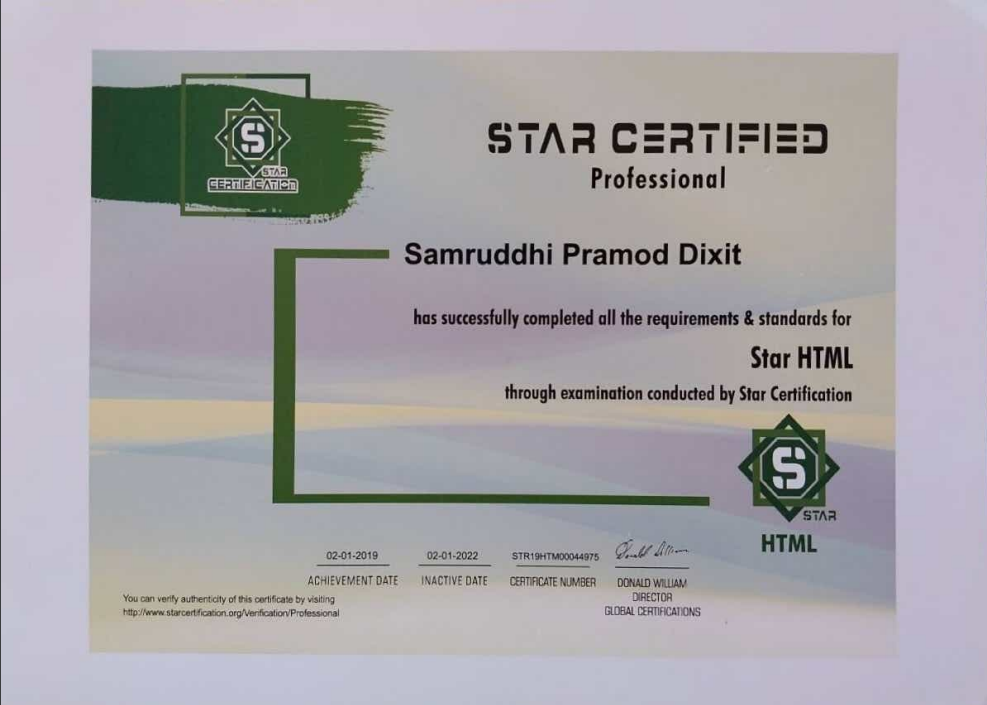 S
STAR
CERTIFICATION
STAR CERTIFIED
Professional
Samruddhi Pramod Dixit
has successfully completed all the requirements & standards for
Star HTML
through examination conducted by Star Certification
S
STAR
HTML
02-01-2019
ACHIEVEMENT DATE
02-01-2022
INACTIVE DATE
STR19HTM00044975
CERTIFICATE NUMBER
DONALD WILLIAM
DIRECTOR
GLOBAL CERTIFICATIONS
You can verify authenticity of this certificate by visiting
http://www.starcertification.org/Verification/Professional